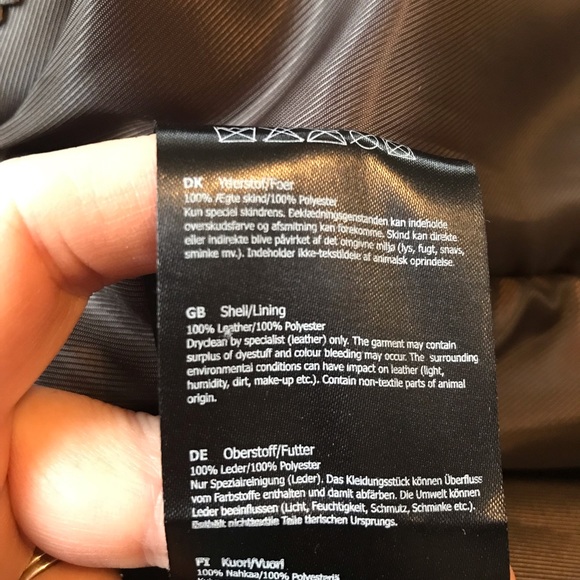 DK Yderstof/Foer
100% Ægte skind/100% Polyester
Kun speciel skindrens. Beklædningsgenstanden kan indeholde
overskudsfarve og afsmitning kan forekomme. Skind kan direkte
eller indirekte blive påvirket af det omgivne miljø (lys, fugt, snavs,
sminke mv.). Indeholder ikke-tekstildele af animalsk oprindelse.
GB Shell/Lining
100% Leather/100% Polyester
Dryclean by specialist (leather) only. The garment may contain
surplus of dyestuff and colour bleeding may occur. The surrounding
environmental conditions can have impact on leather (light,
humidity, dirt, make-up etc.). Contain non-textile parts of animal
origin.
DE Oberstoff/Futter
100% Leder/100% Polyester
Nur Spezialreinigung (Leder). Das Kleidungsstück können Überfluss
vom Farbstoffe enthalten und damit abfärben. Die Umwelt können
Leder beeinflussen (Licht, Feuchtigkeit, Schmutz, Schminke etc.).
Enthält nichttextile Teile tierischen Ursprungs.
FI Kuori/Vuori
100% Nahkaa/100% Polyesteriä